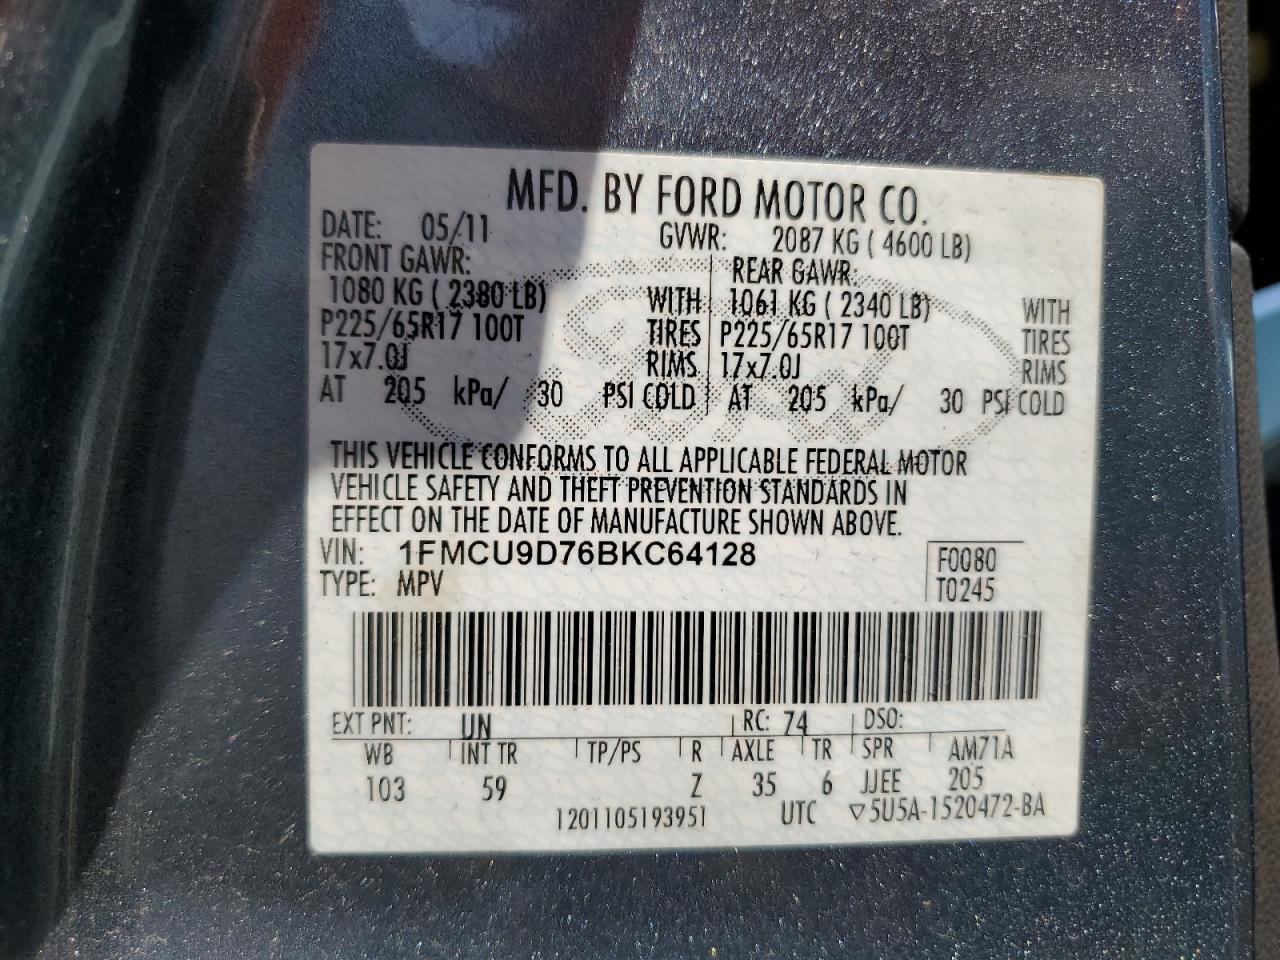 MFD. BY FORD MOTOR CO.
DATE: 05/11 GVWR: 2087 KG ( 4600 LB)
FRONT GAWR: REAR GAWR:
1080 KG ( 2380 LB) WITH 1061 KG ( 2340 LB) WITH
P225/65R17 100T TIRES P225/65R17 100T TIRES
17x7.0J RIMS 17x7.0J RIMS
AT 205 kPa/ 30 PSI COLD AT 205 kPa/ 30 PSI COLD
THIS VEHICLE CONFORMS TO ALL APPLICABLE FEDERAL MOTOR
VEHICLE SAFETY AND THEFT PREVENTION STANDARDS IN
EFFECT ON THE DATE OF MANUFACTURE SHOWN ABOVE.
VIN: 1FMCU9D76BKC64128 F0080
TYPE: MPV T0245
EXT PNT: UN RC: 74 DSO:
WB INT TR TP/PS R AXLE TR SPR AM71A
103 59 Z 35 6 JJEE 205
1201105193951 UTC ▽5U5A-1520472-BA